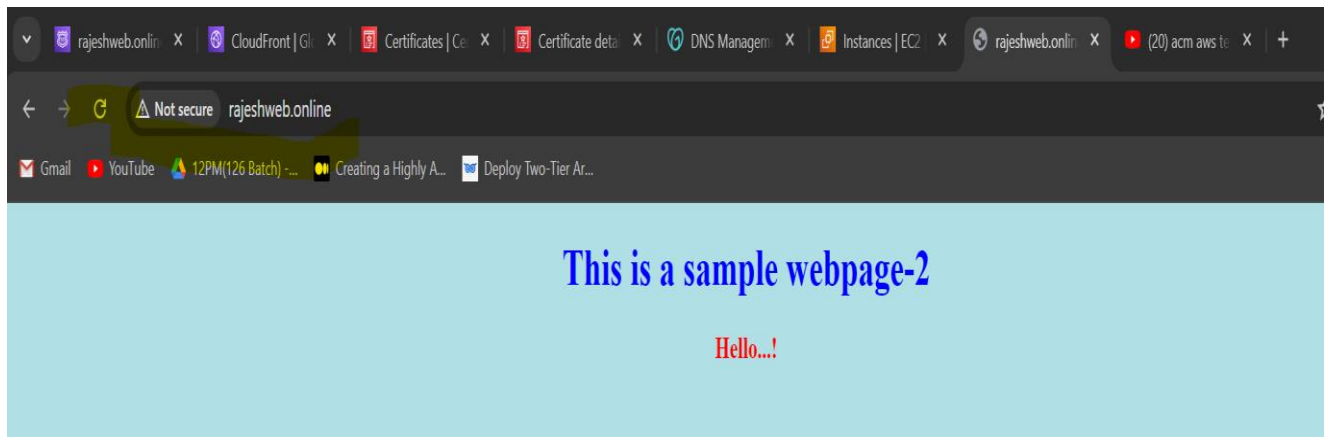 rajeshweb.onlin
CloudFront | Gl
Certificates | Ce
Certificate detai
DNS Managem
Instances | EC2
rajeshweb.onlin
(20) acm aws te
Not secure rajeshweb.online
Gmail YouTube 12PM(126 Batch) -... Creating a Highly A... Deploy Two-Tier Ar...
This is a sample webpage-2
Hello...!